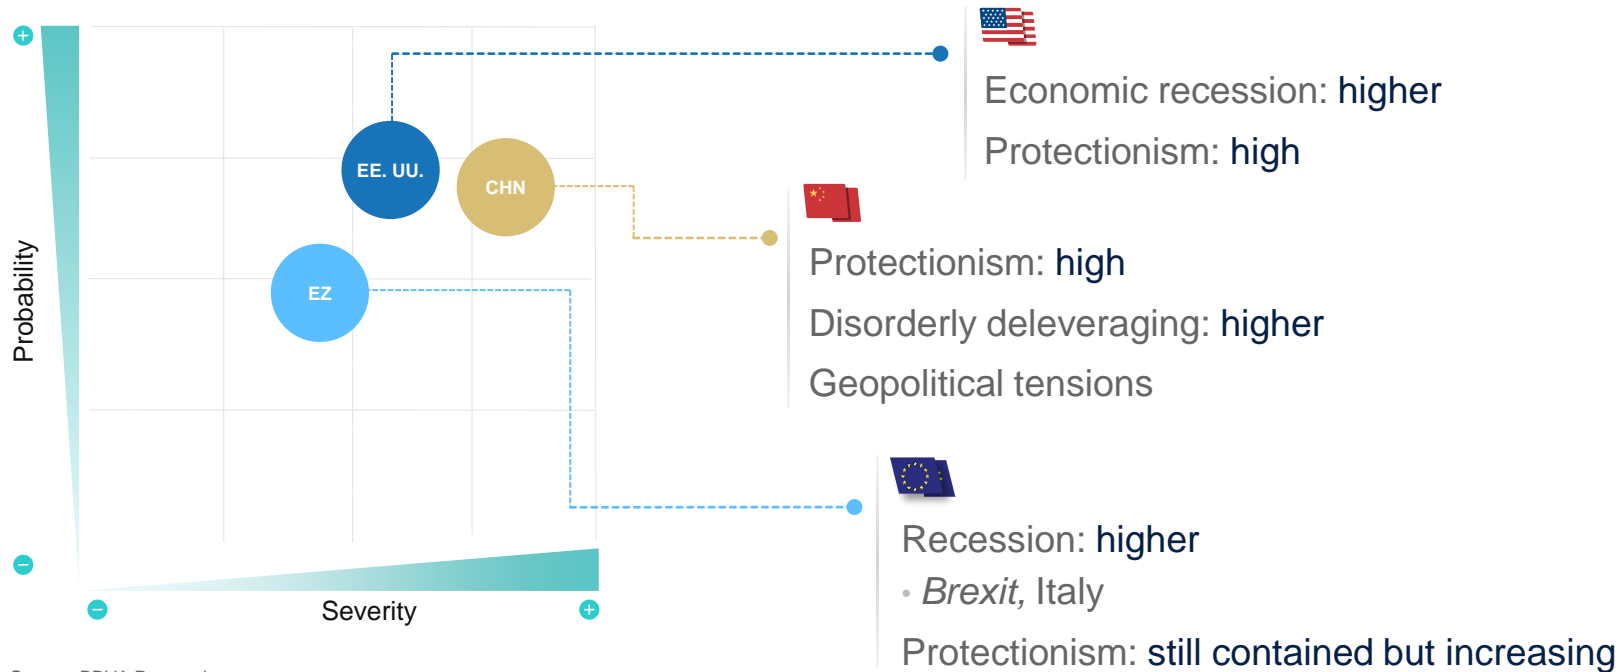 Economic recession: higher
Protectionism: high
EE. UU.
CHN
Protectionism: high
Disorderly deleveraging: higher
Geopolitical tensions
EZ
Probability
Recession: higher
• Brexit, Italy
Protectionism: still contained but increasing
Severity